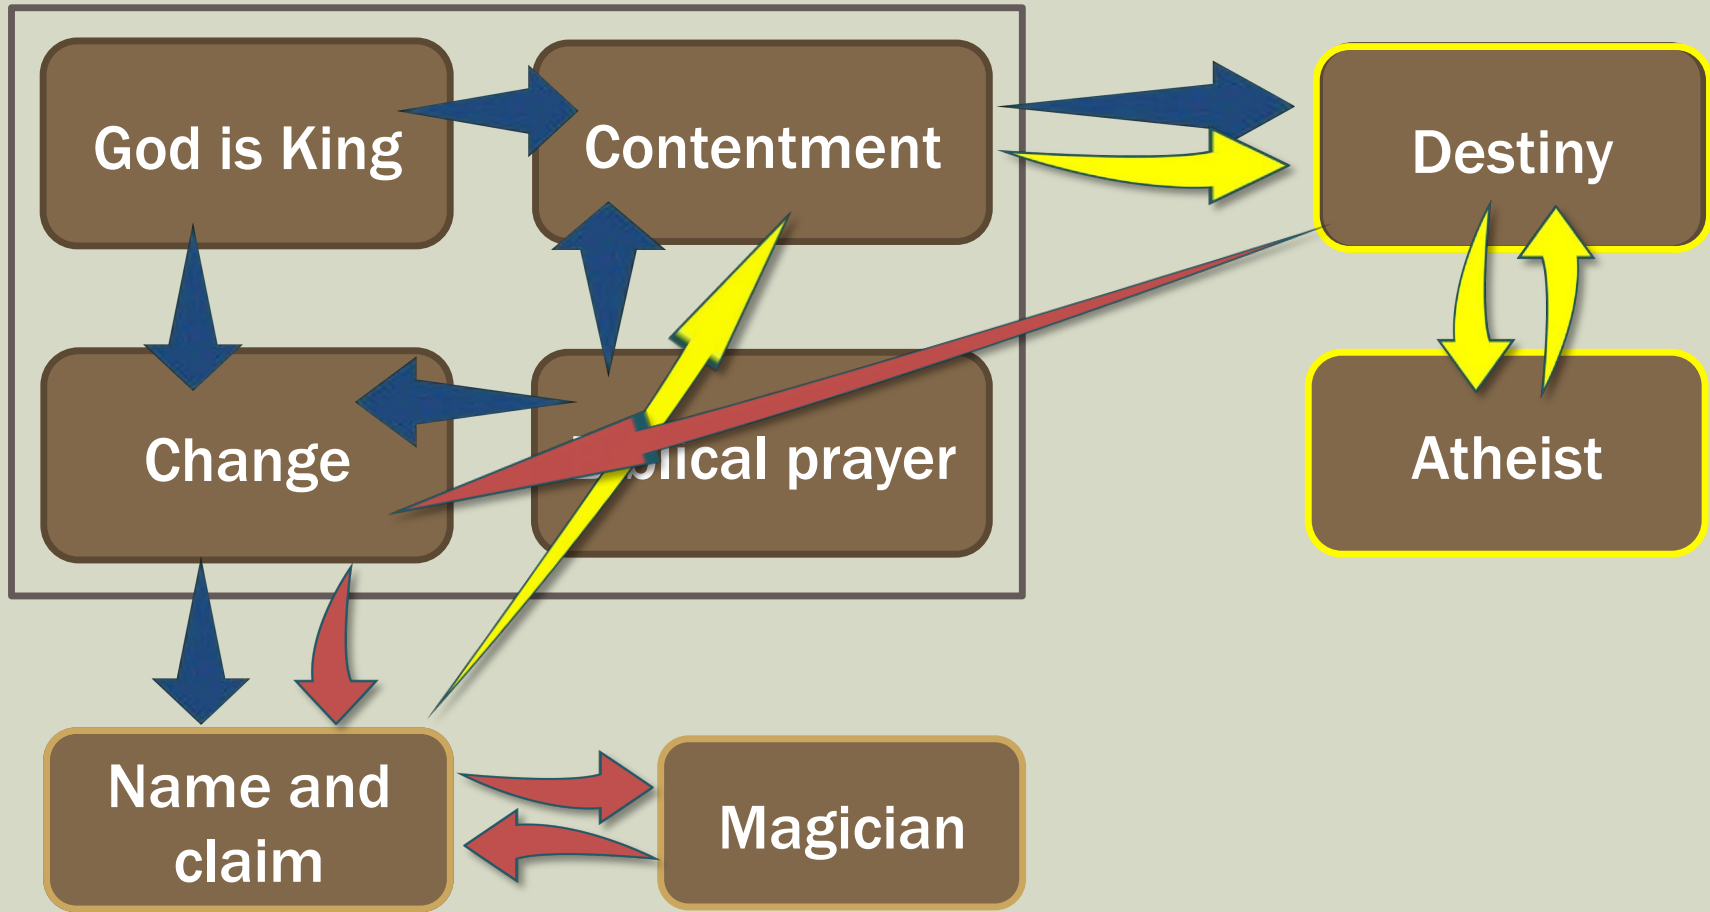 God is King
Contentment
Destiny
Change
prayer
Atheist
Name and
claim
Magician